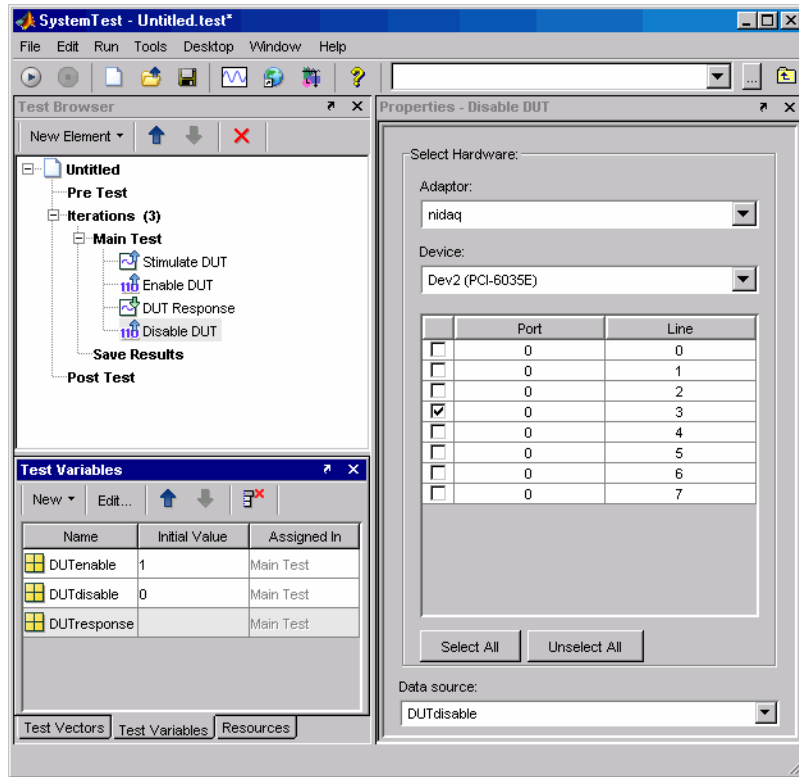 SystemTest - Untitled.test*
File Edit Run Tools Desktop Window Help
...
Test Browser
New Element
Untitled
Pre Test
Iterations (3)
Main Test
Stimulate DUT
Enable DUT
DUT Response
Disable DUT
Save Results
Post Test
Test Variables
New Edit...
Name Initial Value Assigned In
DUTenable 1 Main Test
DUTdisable 0 Main Test
DUTresponse Main Test
Test Vectors Test Variables Resources
Properties - Disable DUT
Select Hardware:
Adaptor:
nidaq
Device:
Dev2 (PCI-6035E)
Port Line
0 0
0 1
0 2
0 3
0 4
0 5
0 6
0 7
Select All Unselect All
Data source:
DUTdisable